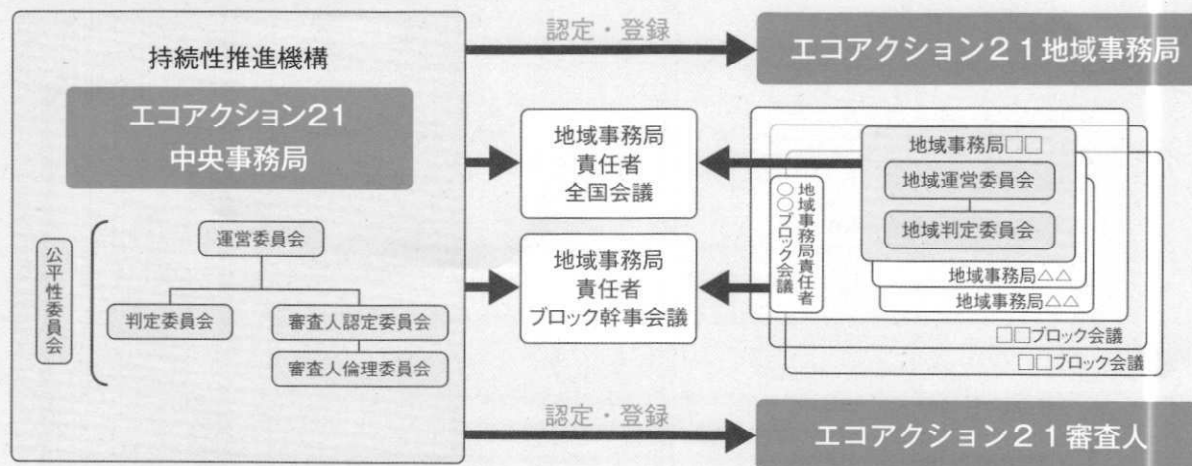 持続性推進機構
エコアクション21
中央事務局
公平性委員会
運営委員会
判定委員会
審査人認定委員会
審査人倫理委員会
認定・登録
エコアクション21地域事務局
地域事務局
責任者
全国会議
地域事務局
責任者
ブロック幹事会議
地域事務局責任者
○○ブロック会議
地域事務局□□
地域運営委員会
地域判定委員会
地域事務局△△
地域事務局△△
□□ブロック会議
□□ブロック会議
認定・登録
エコアクション21審査人